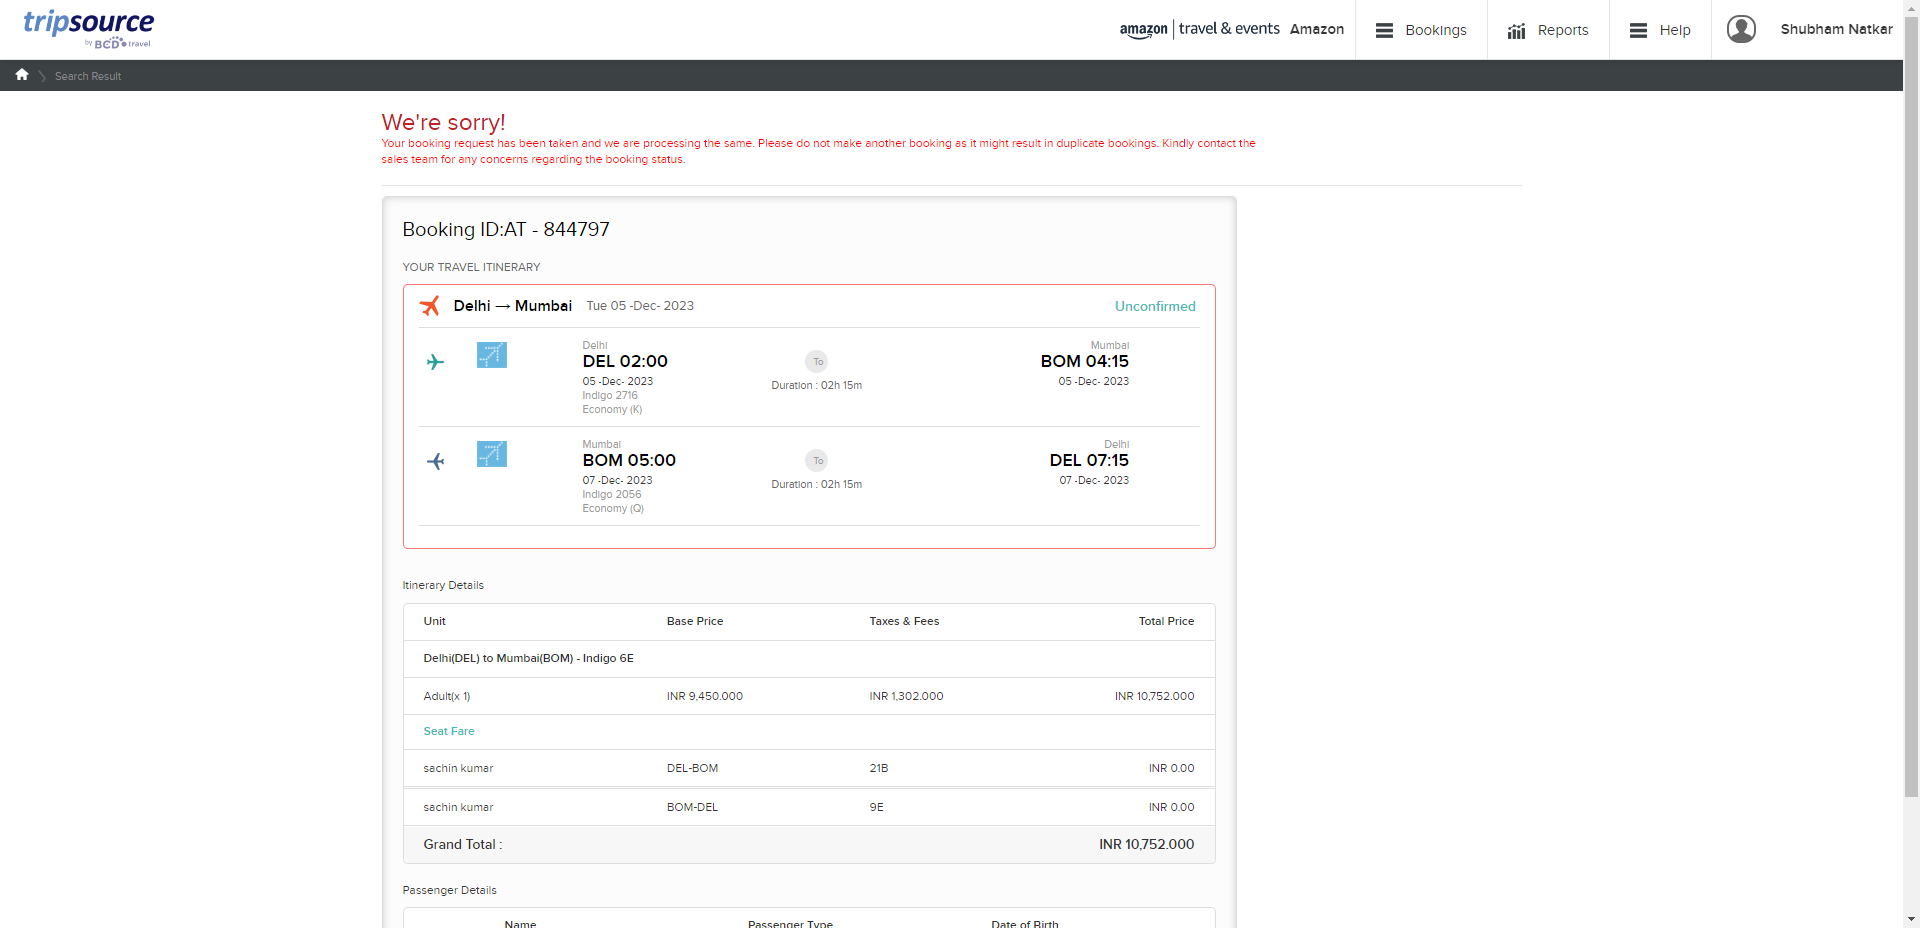 tripsource
by BCD travel
amazon travel & events Amazon
Bookings
Reports
Help
Shubham Natkar
Search Result
We're sorry!
Your booking request has been taken and we are processing the same. Please do not make another booking as it might result in duplicate bookings. Kindly contact the
sales team for any concerns regarding the booking status.
Booking ID:AT - 844797
YOUR TRAVEL ITINERARY
Delhi → Mumbai Tue 05 -Dec- 2023 Unconfirmed
Delhi Mumbai
DEL 02:00 To BOM 04:15
05 -Dec- 2023 Duration : 02h 15m 05 -Dec- 2023
Indigo 2716
Economy (K)
Mumbai Delhi
BOM 05:00 To DEL 07:15
07 -Dec- 2023 Duration : 02h 15m 07 -Dec- 2023
Indigo 2056
Economy (Q)
Itinerary Details
Unit Base Price Taxes & Fees Total Price
Delhi(DEL) to Mumbai(BOM) - Indigo 6E
Adult(x 1) INR 9,450.000 INR 1,302.000 INR 10,752.000
Seat Fare
sachin kumar DEL-BOM 21B INR 0.00
sachin kumar BOM-DEL 9E INR 0.00
Grand Total : INR 10,752.000
Passenger Details
Name Passenger Type Date of Birth